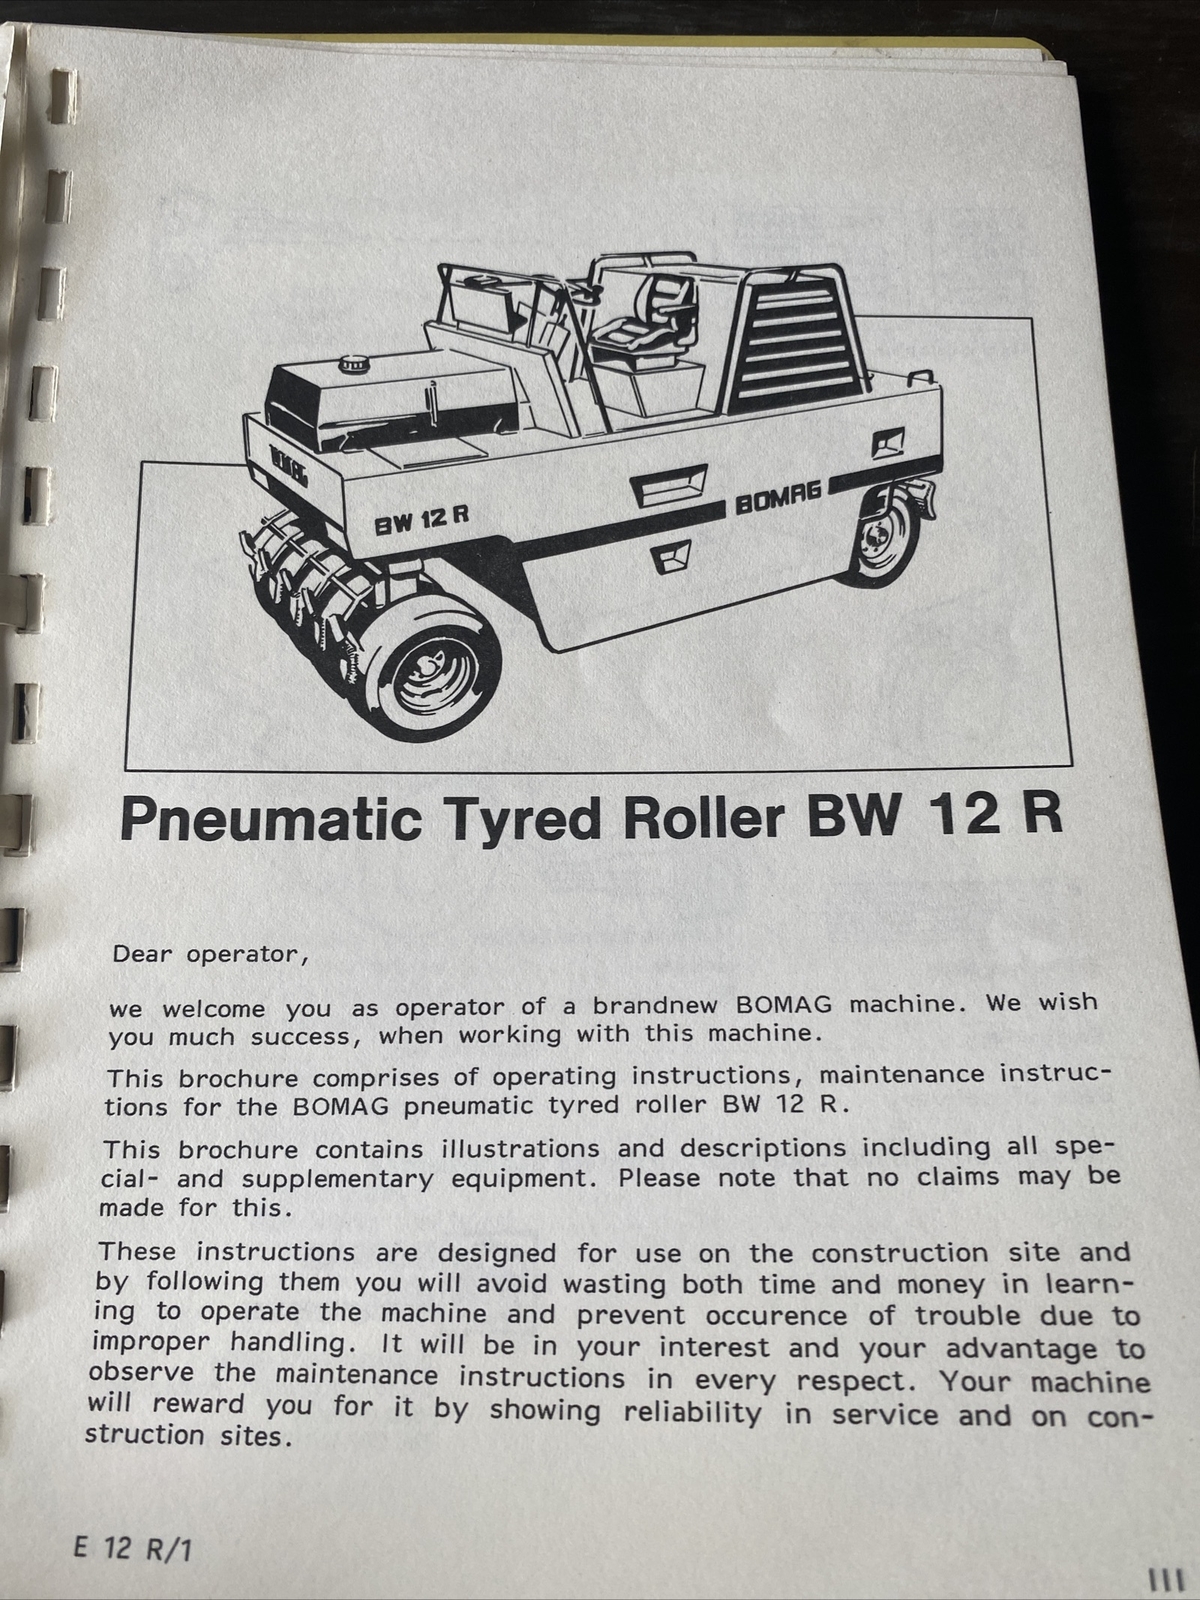 BOMAG
BW 12 R
BOMAG
Pneumatic Tyred Roller BW 12 R
Dear operator,
we welcome you as operator of a brandnew BOMAG machine. We wish
you much success, when working with this machine.
This brochure comprises of operating instructions, maintenance instruc-
tions for the BOMAG pneumatic tyred roller BW 12 R.
This brochure contains illustrations and descriptions including all spe-
cial- and supplementary equipment. Please note that no claims may be
made for this.
These instructions are designed for use on the construction site and
by following them you will avoid wasting both time and money in learn-
ing to operate the machine and prevent occurence of trouble due to
improper handling. It will be in your interest and your advantage to
observe the maintenance instructions in every respect. Your machine
will reward you for it by showing reliability in service and on con-
struction sites.
E 12 R/1
III